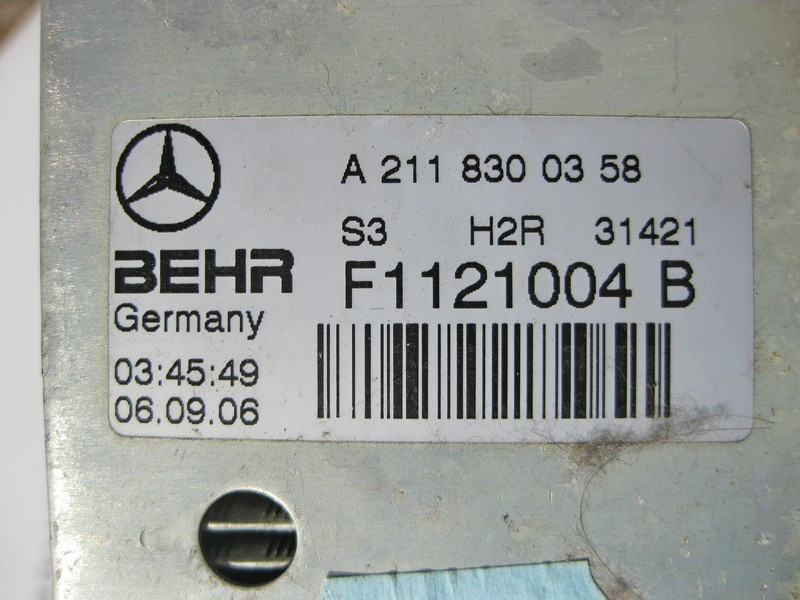 A 211 830 03 58
S3 H2R 31421
BEHR
F1121004 B
Germany
03:45:49
06.09.06